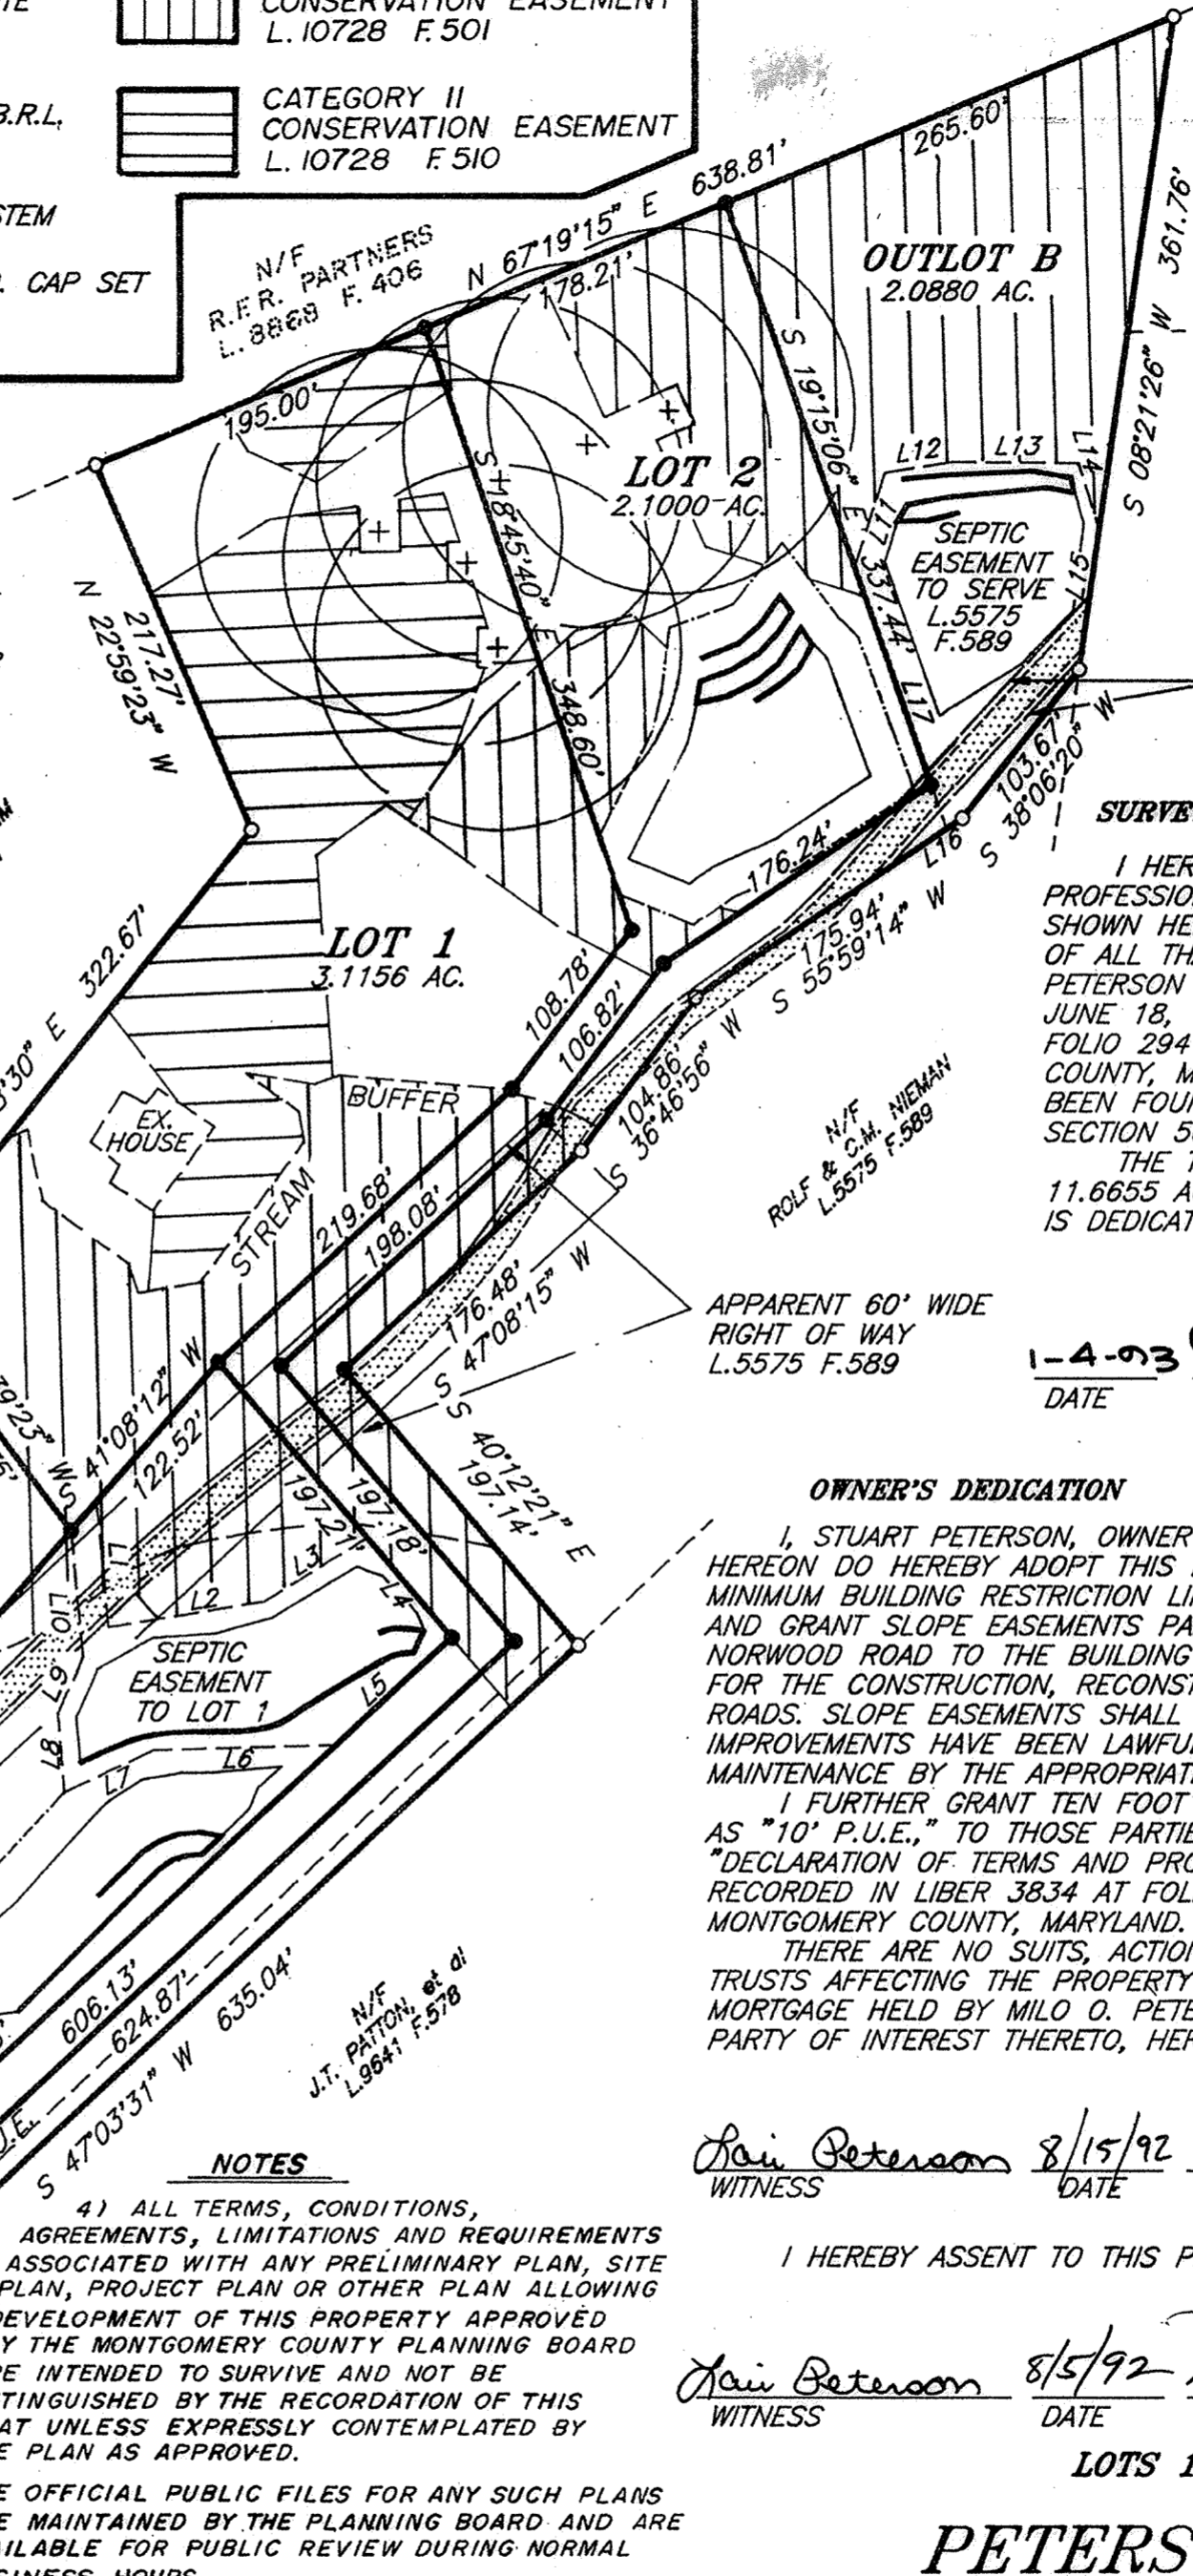 CONSERVATION EASEMENT
L. 10728 F. 501
B.R.L.
CATEGORY II
CONSERVATION EASEMENT
L. 10728 F. 510
CAP SET
N/F
R.F.R. PARTNERS
L. 8868 F. 406
N 67°19'15" E 638.81'
265.60'
178.21'
195.00'
OUTLOT B
2.0880 AC.
361.76'
S 08°21'26" W
S 19°15'06" E 337.44'
L12
L13
L14
L11
L15
L17
L16
SEPTIC
EASEMENT
TO SERVE
L.5575
F.589
LOT 2
2.1000 AC.
S 18°45'40" E 348.60'
217.27'
N 22°59'23" W
103.67'
S 38°06'20" W
176.24'
175.94'
S 55°59'14" W
LOT 1
3.1156 AC.
322.67'
30" E
108.78'
106.82'
104.86'
S 36°46'56" W
N/F
ROLF & C.M. NIEMAN
L.5575 F.589
EX.
HOUSE
STREAM
BUFFER
219.68'
198.08'
176.48'
S 47°08'15" W
APPARENT 60' WIDE
RIGHT OF WAY
L.5575 F.589
1-4-93
DATE
S 41°08'12" W
122.52'
S 40°12'21" E
197.14'
197.18'
197.21'
L1
L2
L3
L4
L5
L6
L7
L8
L9
L10
SEPTIC
EASEMENT
TO LOT 1
606.13'
624.87'
635.04'
S 47°03'31" W
N/F
J.T. PATTON, et al
L.9641 F.578
I HER
PROFESSIO
SHOWN HE
OF ALL TH
PETERSON
JUNE 18,
FOLIO 294
COUNTY, M
BEEN FOU
SECTION 5
THE T
11.6655 A
IS DEDICAT
OWNER'S DEDICATION
I, STUART PETERSON, OWNER
HEREON DO HEREBY ADOPT THIS
MINIMUM BUILDING RESTRICTION LI
AND GRANT SLOPE EASEMENTS PA
NORWOOD ROAD TO THE BUILDING
FOR THE CONSTRUCTION, RECONST
ROADS. SLOPE EASEMENTS SHALL
IMPROVEMENTS HAVE BEEN LAWFU
MAINTENANCE BY THE APPROPRIAT
I FURTHER GRANT TEN FOOT
AS "10' P.U.E.," TO THOSE PARTIE
"DECLARATION OF TERMS AND PRO
RECORDED IN LIBER 3834 AT FOL
MONTGOMERY COUNTY, MARYLAND.
THERE ARE NO SUITS, ACTIO
TRUSTS AFFECTING THE PROPERTY
MORTGAGE HELD BY MILO O. PETE
PARTY OF INTEREST THERETO, HER
Lair Peterson 8/15/92
WITNESS DATE
I HEREBY ASSENT TO THIS P
Lair Peterson 8/5/92
WITNESS DATE
LOTS 1
PETERS
NOTES
4) ALL TERMS, CONDITIONS,
AGREEMENTS, LIMITATIONS AND REQUIREMENTS
ASSOCIATED WITH ANY PRELIMINARY PLAN, SITE
PLAN, PROJECT PLAN OR OTHER PLAN ALLOWING
DEVELOPMENT OF THIS PROPERTY APPROVED
Y THE MONTGOMERY COUNTY PLANNING BOARD
E INTENDED TO SURVIVE AND NOT BE
TINGUISHED BY THE RECORDATION OF THIS
AT UNLESS EXPRESSLY CONTEMPLATED BY
E PLAN AS APPROVED.
E OFFICIAL PUBLIC FILES FOR ANY SUCH PLANS
E MAINTAINED BY THE PLANNING BOARD AND ARE
AILABLE FOR PUBLIC REVIEW DURING NORMAL